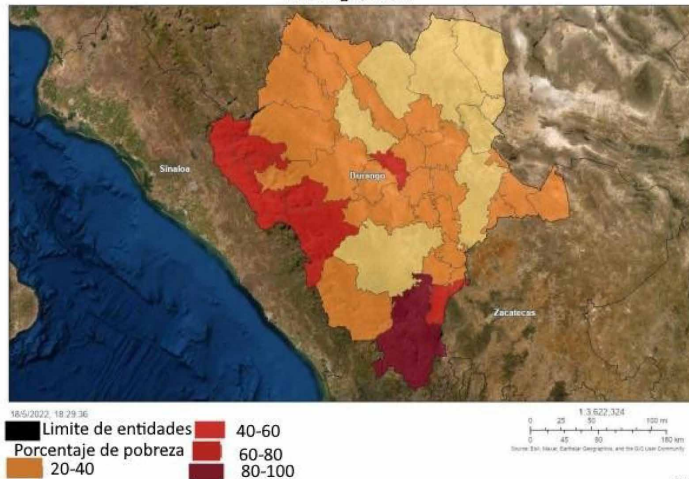 Sinaloa
Durango
Zacatecas
18/5/2022, 18:29:36
1:3,622,324
0 25 50 100 mi
0 45 90 180 km
Source: Esri, Maxar, Earthstar Geographics, and the GIS User Community
Limite de entidades
Porcentaje de pobreza
20-40
40-60
60-80
80-100